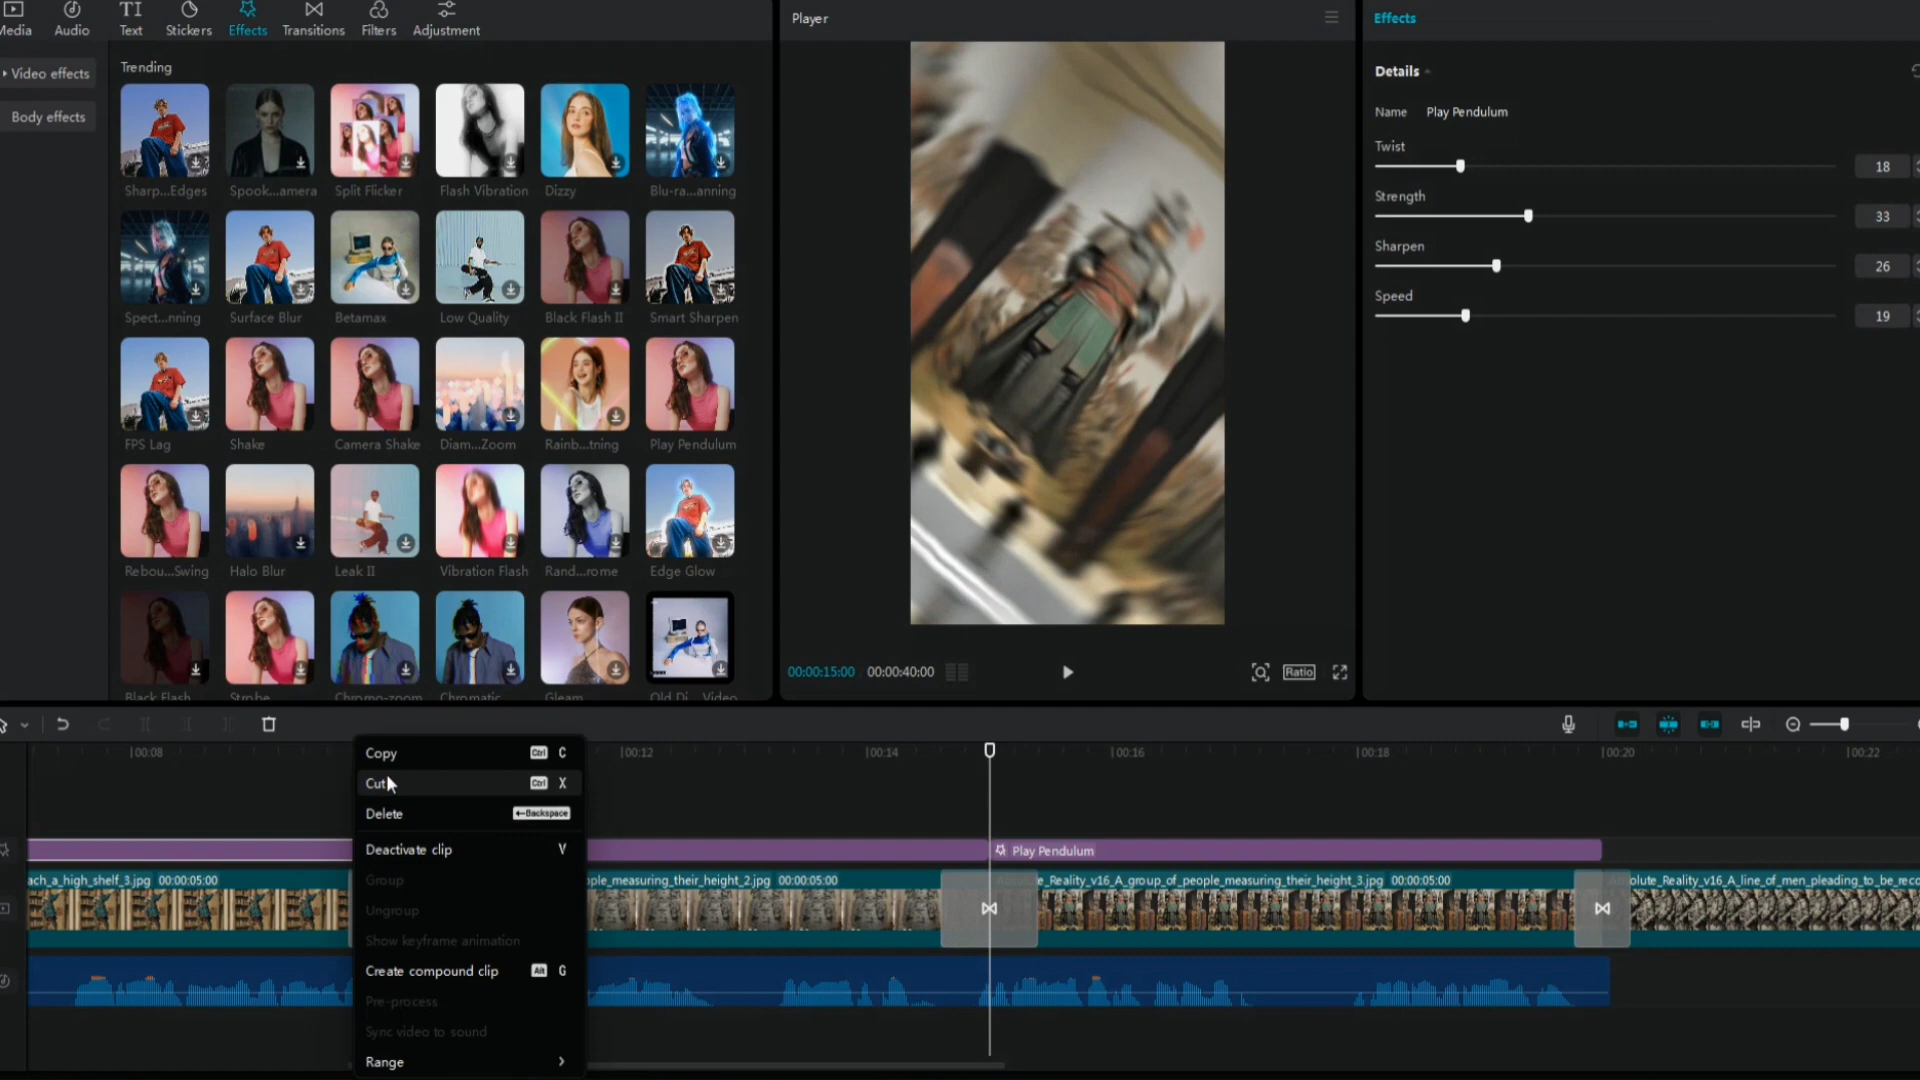 Media
Audio
Text
Stickers
Effects
Transitions
Filters
Adjustment
Player
Effects
Video effects
Body effects
Trending
Sharp...Edges
Spook...amera
Split Flicker
Flash Vibration
Dizzy
Blu-ra...anning
Spect...nning
Surface Blur
Betamax
Low Quality
Black Flash II
Smart Sharpen
FPS Lag
Shake
Camera Shake
Diam...Zoom
Rainb...tning
Play Pendulum
Rebou...Swing
Halo Blur
Leak II
Vibration Flash
Rand...rome
Edge Glow
Black Flash
Strobe
Chromo-zoom
Chromatic
Gleam
Old Di... Video
00:00:15:00
00:00:40:00
Ratio
Details
Name Play Pendulum
Twist
18
Strength
33
Sharpen
26
Speed
19
00:08
00:12
00:14
00:16
00:18
00:20
00:22
Copy Ctrl C
Cut Ctrl X
Delete ←Backspace
Deactivate clip V
Group
Ungroup
Show keyframe animation
Create compound clip Alt G
Pre-process
Sync video to sound
Range
Play Pendulum
ach_a_high_shelf_3.jpg 00:00:05:00
ple_measuring_their_height_2.jpg 00:00:05:00
e_Reality_v16_A_group_of_people_measuring_their_height_3.jpg 00:00:05:00
olute_Reality_v16_A_line_of_men_pleading_to_be_reco